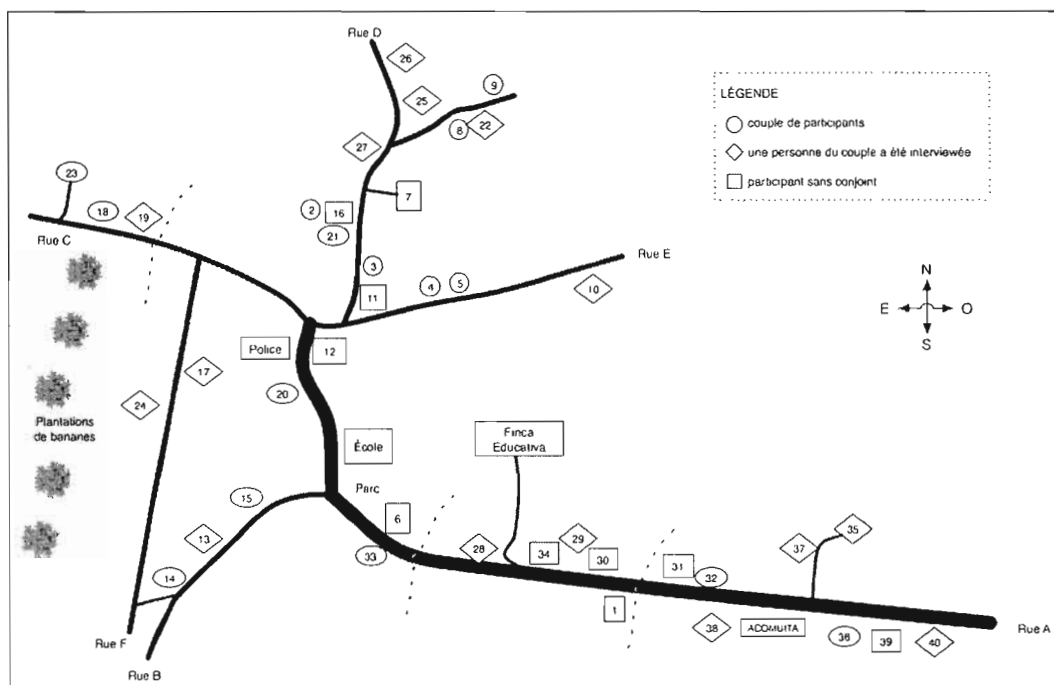 Rue D
26
9
25
8
22
27
LÉGENDE
couple de participants
une personne du couple a été interviewée
participant sans conjoint
23
7
18
19
2
16
21
Rue C
3
Rue E
4
5
11
10
N
E
O
S
Police
12
17
20
24
Plantations
de bananes
École
Finca
Educativa
Parc
15
6
13
33
28
34
29
30
31
32
37
35
14
1
38
ACOMUITA
36
39
40
Rue A
Rue F
Rue B